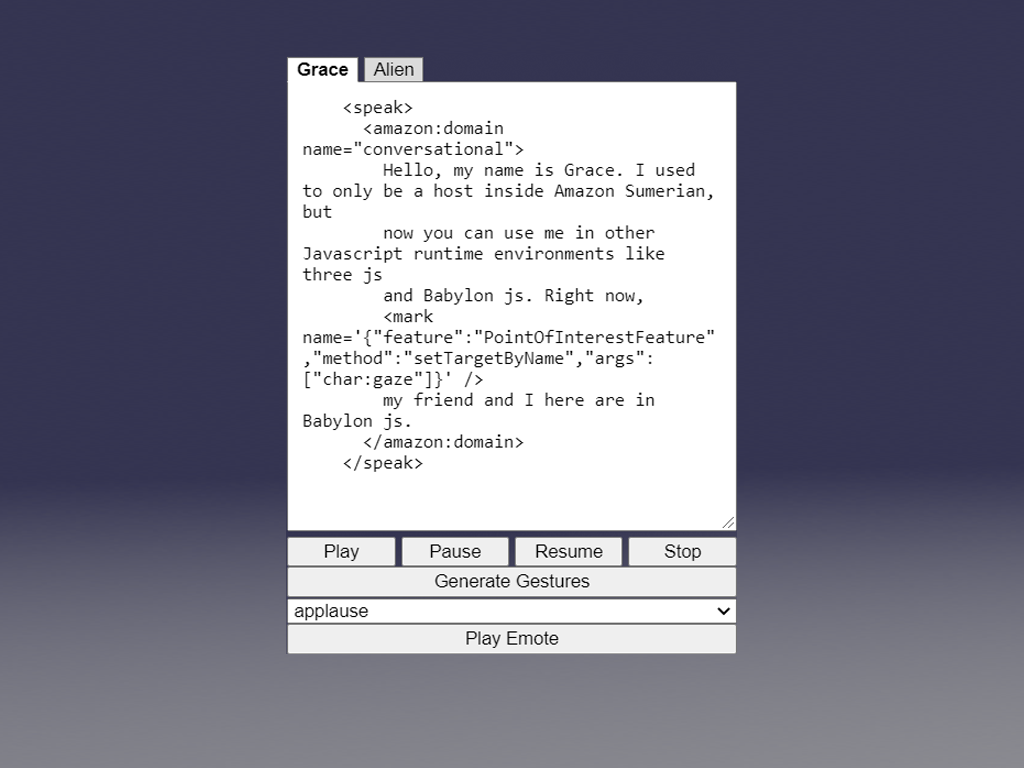 Grace Alien
<speak>
<amazon:domain
name="conversational">
Hello, my name is Grace. I used
to only be a host inside Amazon Sumerian,
but
now you can use me in other
Javascript runtime environments like
three js
and Babylon js. Right now,
<mark
name='{"feature":"PointOfInterestFeature"
,"method":"setTargetByName","args":
["char:gaze"]}' />
my friend and I here are in
Babylon js.
</amazon:domain>
</speak>
Play Pause Resume Stop
Generate Gestures
applause
Play Emote